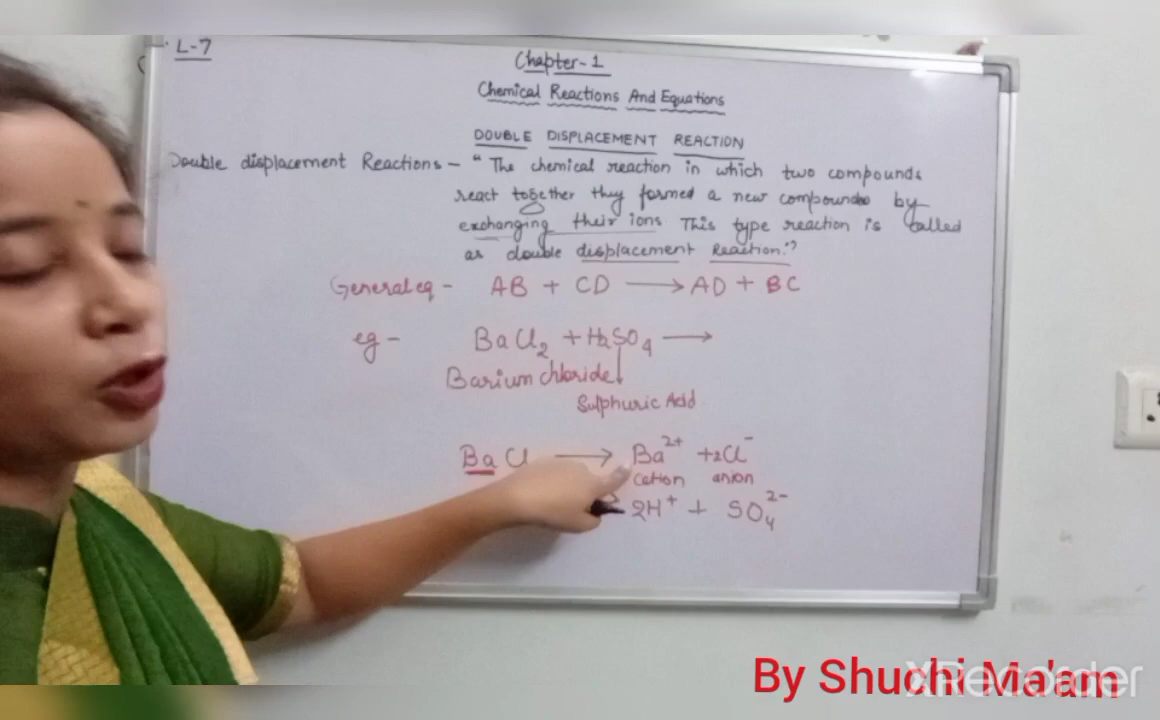 L-7
Chapter-1
Chemical Reactions And Equations
DOUBLE DISPLACEMENT REACTION
Double displacement Reactions - "The chemical reaction in which two compounds
react together they formed a new compounds by
exchanging their ions This type reaction is called
as double displacement Reaction."
General eq - AB + CD → AD + BC
eg - BaCl2 + H2SO4 →
Barium chloride
Sulphuric Acid
BaCl → Ba2+ + 2Cl-
cation anion
2H+ + SO4 2-
By Shuchi Ma'am
XRecorder